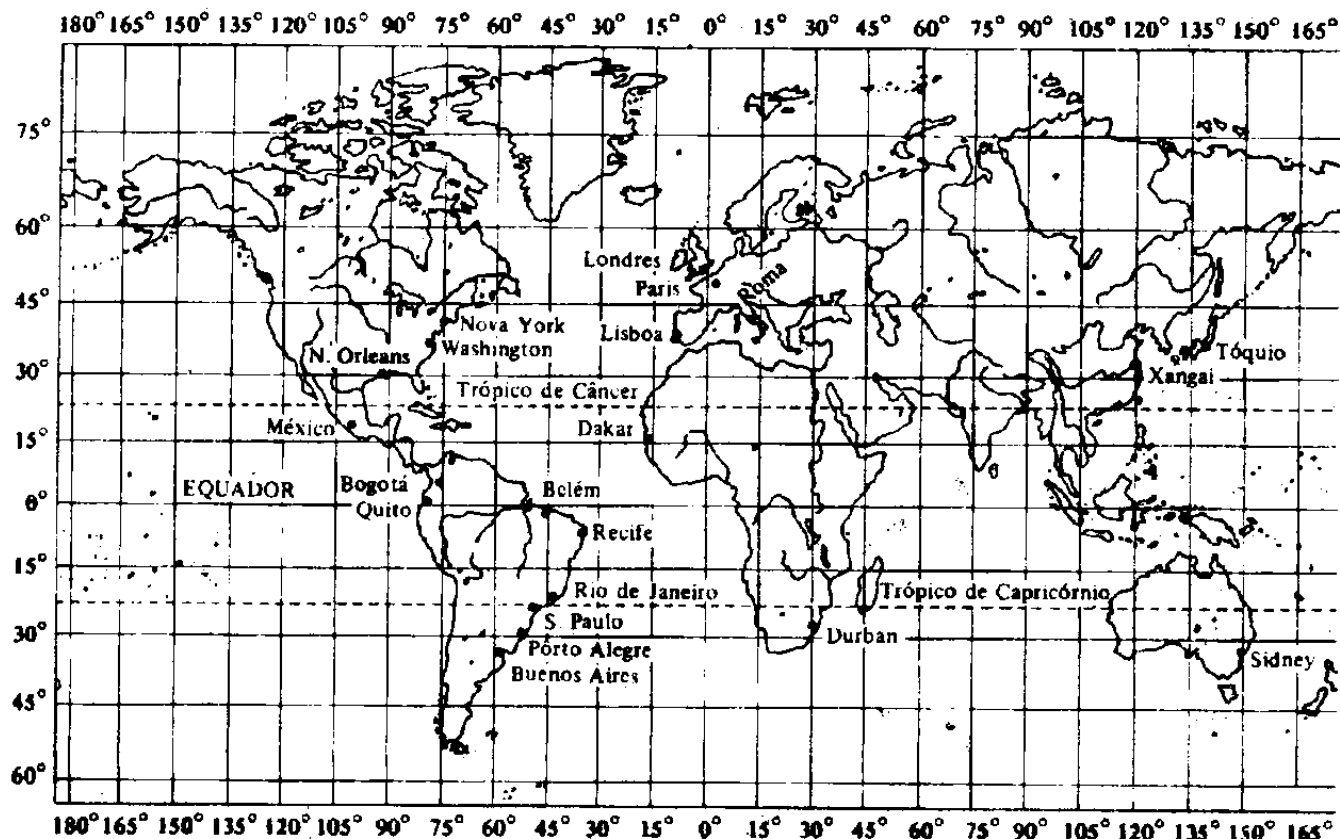 180° 165° 150° 135° 120° 105° 90° 75° 60° 45° 30° 15° 0° 15° 30° 45° 60° 75° 90° 105° 120° 135° 150° 165°
75°
60°
Londres
Paris
Roma
45°
Nova York
Washington
Lisboa
N. Orleans
Tóquio
30°
Xangai
Trópico de Câncer
México
Dakar
15°
EQUADOR
Bogotá
Quito
Belém
0°
Recife
15°
Rio de Janeiro
Trópico de Capricórnio
S. Paulo
30°
Durban
Pôrto Alegre
Sidney
Buenos Aires
45°
60°
180° 165° 150° 135° 120° 105° 90° 75° 60° 45° 30° 15° 0° 15° 30° 45° 60° 75° 90° 105° 120° 135° 150° 165°